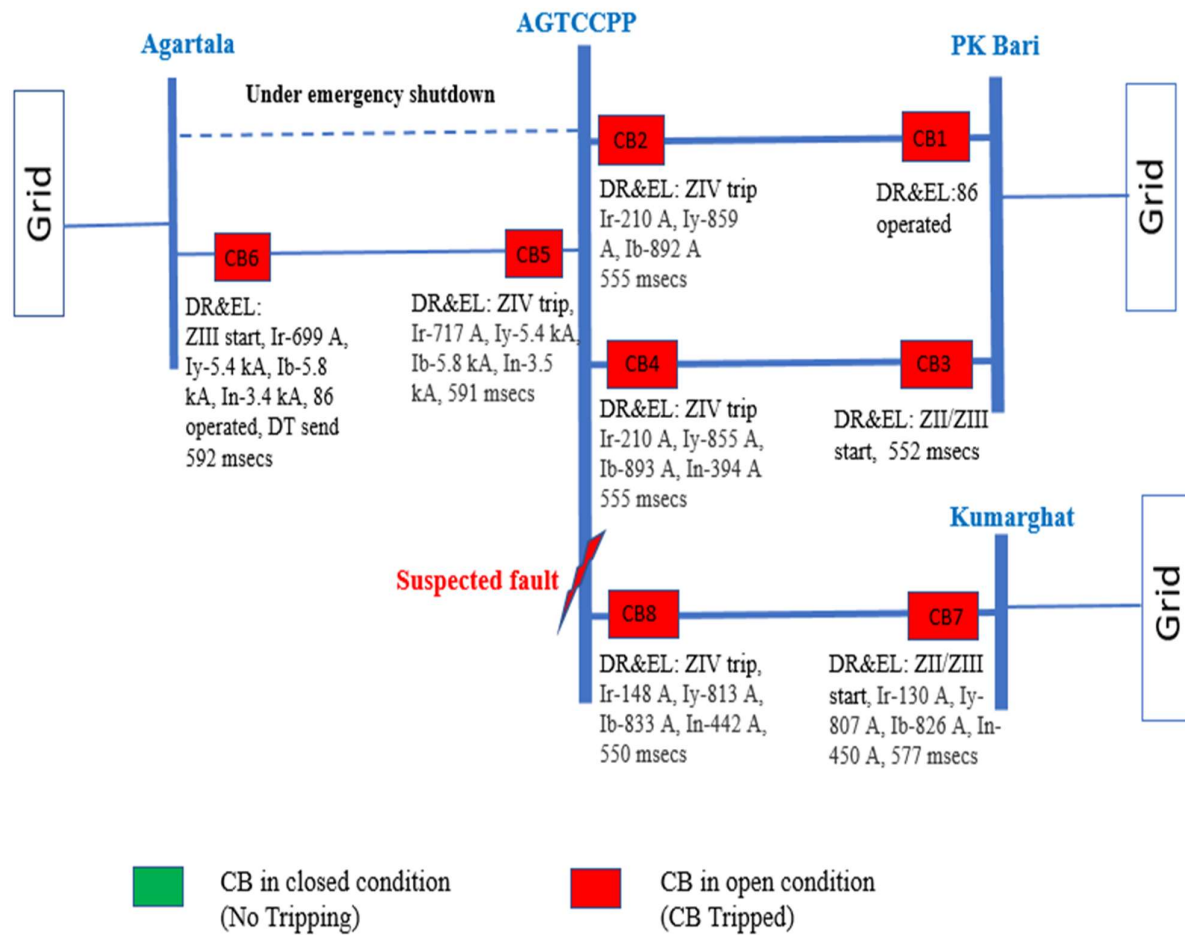 Agartala
AGTCCPP
PK Bari
Under emergency shutdown
Grid
Grid
CB2
CB1
DR&EL: ZIV trip
Ir-210 A, Iy-859
A, Ib-892 A
555 msecs
DR&EL:86
operated
CB6
CB5
DR&EL:
ZIII start, Ir-699 A,
Iy-5.4 kA, Ib-5.8
kA, In-3.4 kA, 86
operated, DT send
592 msecs
DR&EL: ZIV trip,
Ir-717 A, Iy-5.4 kA,
Ib-5.8 kA, In-3.5
kA, 591 msecs
CB4
CB3
DR&EL: ZIV trip
Ir-210 A, Iy-855 A,
Ib-893 A, In-394 A
555 msecs
DR&EL: ZII/ZIII
start, 552 msecs
Kumarghat
Grid
Suspected fault
CB8
CB7
DR&EL: ZIV trip,
Ir-148 A, Iy-813 A,
Ib-833 A, In-442 A,
550 msecs
DR&EL: ZII/ZIII
start, Ir-130 A, Iy-
807 A, Ib-826 A, In-
450 A, 577 msecs
CB in closed condition
(No Tripping)
CB in open condition
(CB Tripped)